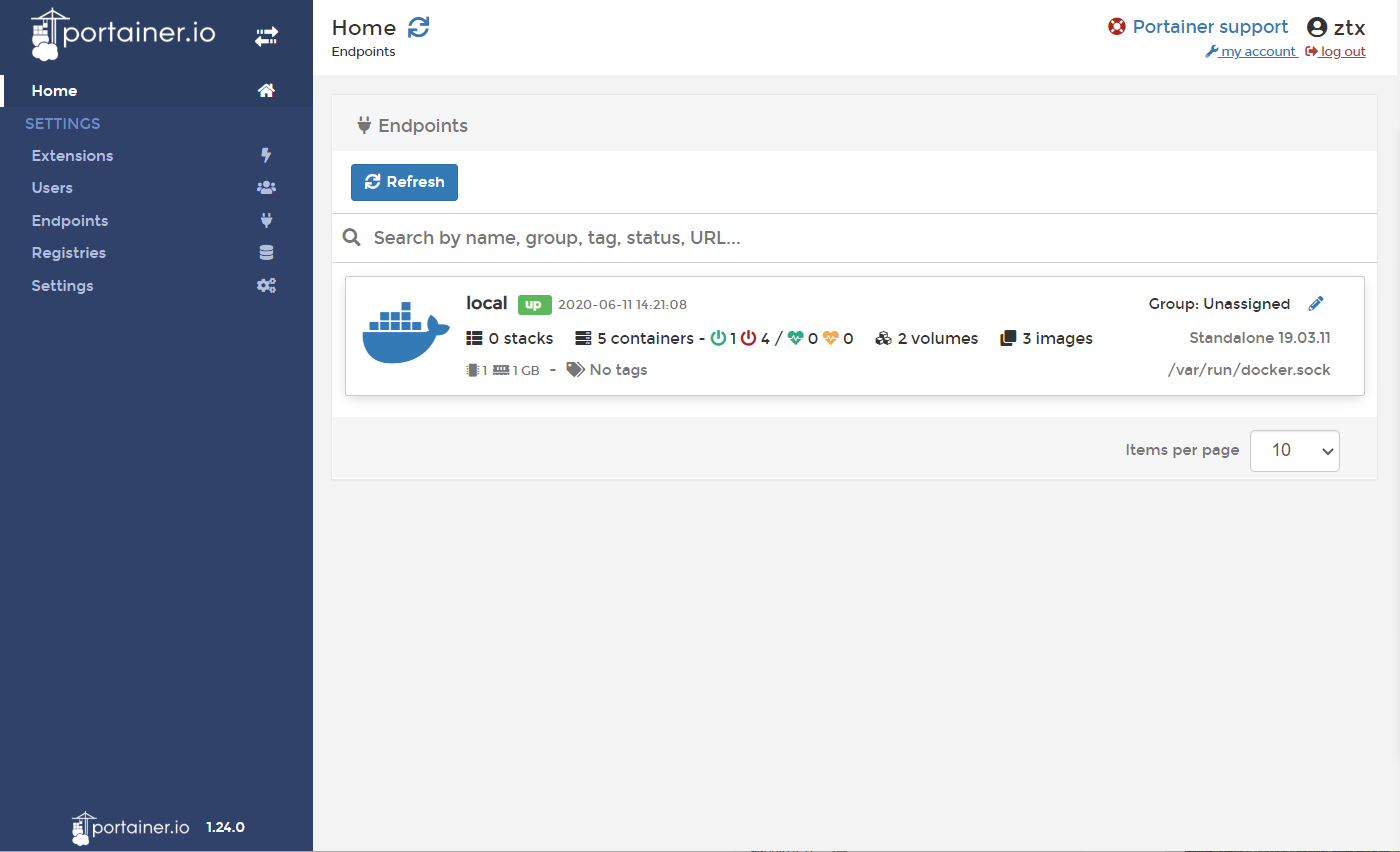 portainer.io
Home
SETTINGS
Extensions
Users
Endpoints
Registries
Settings
portainer.io 1.24.0
Home
Endpoints
Portainer support ztx
my account log out
Endpoints
Refresh
Search by name, group, tag, status, URL...
local up 2020-06-11 14:21:08 Group: Unassigned
0 stacks 5 containers - 1 4 / 0 0 2 volumes 3 images Standalone 19.03.11
1 1 GB - No tags /var/run/docker.sock
Items per page 10